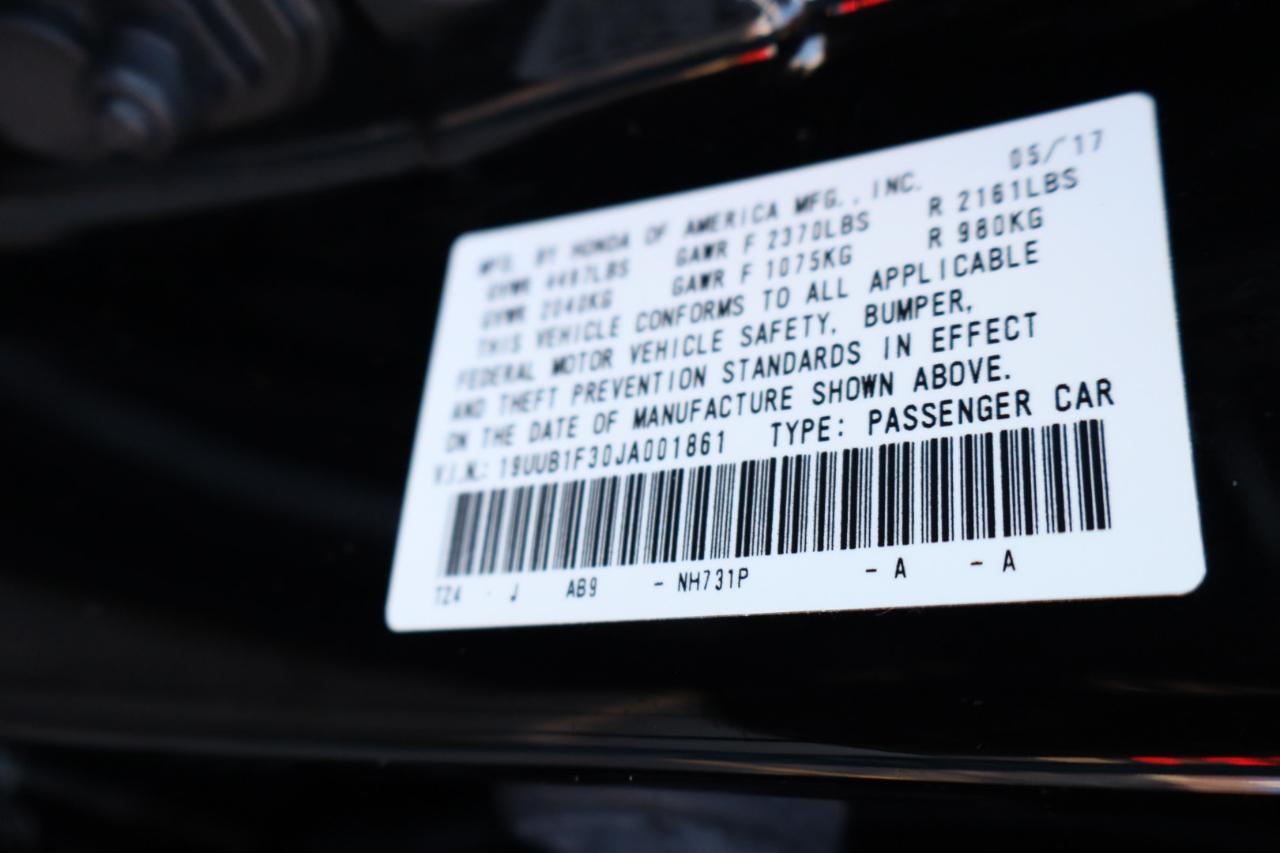 05/'17
MFD. BY HONDA OF AMERICA MFG., INC.
GVWR 4497LBS GAWR F 2370LBS R 2161LBS
GVWR 2040KG GAWR F 1075KG R 980KG
THIS VEHICLE CONFORMS TO ALL APPLICABLE
FEDERAL MOTOR VEHICLE SAFETY, BUMPER,
AND THEFT PREVENTION STANDARDS IN EFFECT
ON THE DATE OF MANUFACTURE SHOWN ABOVE.
V.I.N.: 19UUB1F30JA001861 TYPE: PASSENGER CAR
TZ4 - J AB9 - NH731P - A - A